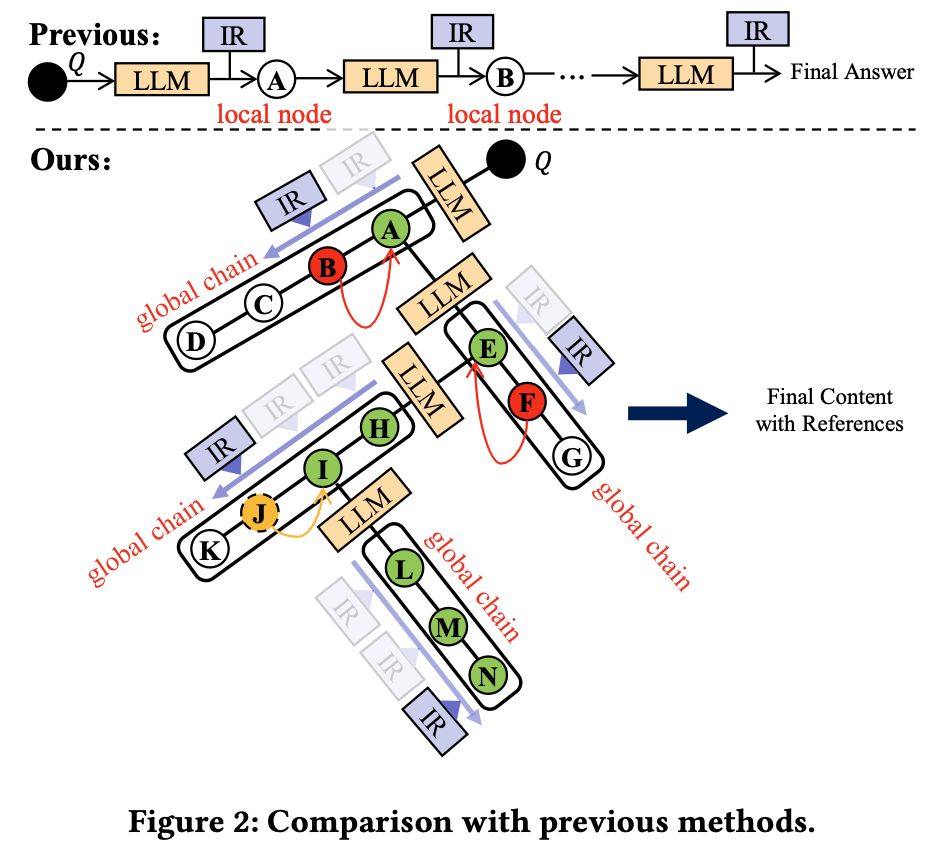 Previous:
Q
LLM
IR
A
local node
LLM
IR
B
local node
...
LLM
IR
Final Answer
Ours:
Q
LLM
IR
IR
A
B
C
D
global chain
LLM
IR
IR
E
F
G
global chain
Final Content
with References
LLM
IR
IR
IR
H
I
J
K
global chain
LLM
L
M
N
global chain
IR
IR
IR
Figure 2: Comparison with previous methods.